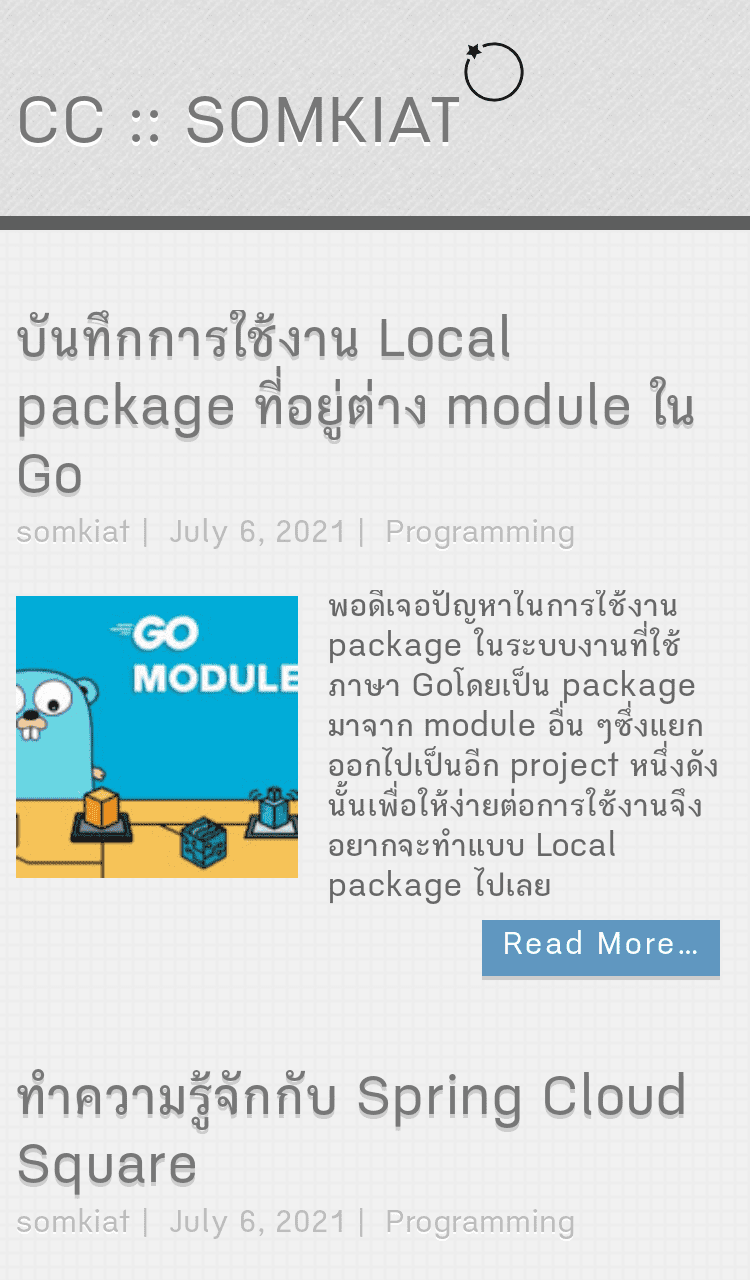 CC :: SOMKIAT
บันทึกการใช้งาน Local
package ที่อยู่ต่าง module ใน
Go
somkiat | July 6, 2021 | Programming
GO
MODULE
พอดีเจอปัญหาในการใช้งาน
package ในระบบงานที่ใช้
ภาษา Goโดยเป็น package
มาจาก module อื่น ๆซึ่งแยก
ออกไปเป็นอีก project หนึ่งดัง
นั้นเพื่อให้ง่ายต่อการใช้งานจึง
อยากจะทำแบบ Local
package ไปเลย
Read More…
ทำความรู้จักกับ Spring Cloud
Square
somkiat | July 6, 2021 | Programming